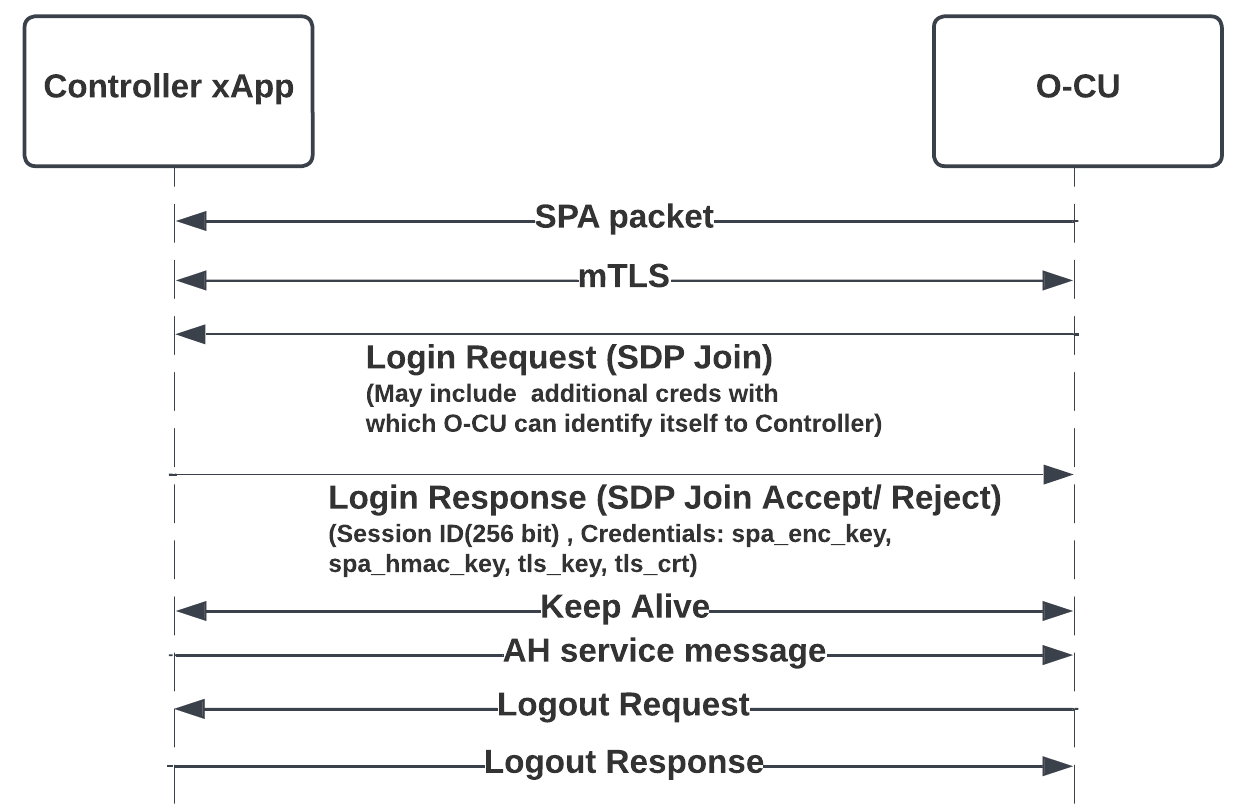 Controller xApp
O-CU
SPA packet
mTLS
Login Request (SDP Join)
(May include additional creds with
which O-CU can identify itself to Controller)
Login Response (SDP Join Accept/ Reject)
(Session ID(256 bit) , Credentials: spa_enc_key,
spa_hmac_key, tls_key, tls_crt)
Keep Alive
AH service message
Logout Request
Logout Response